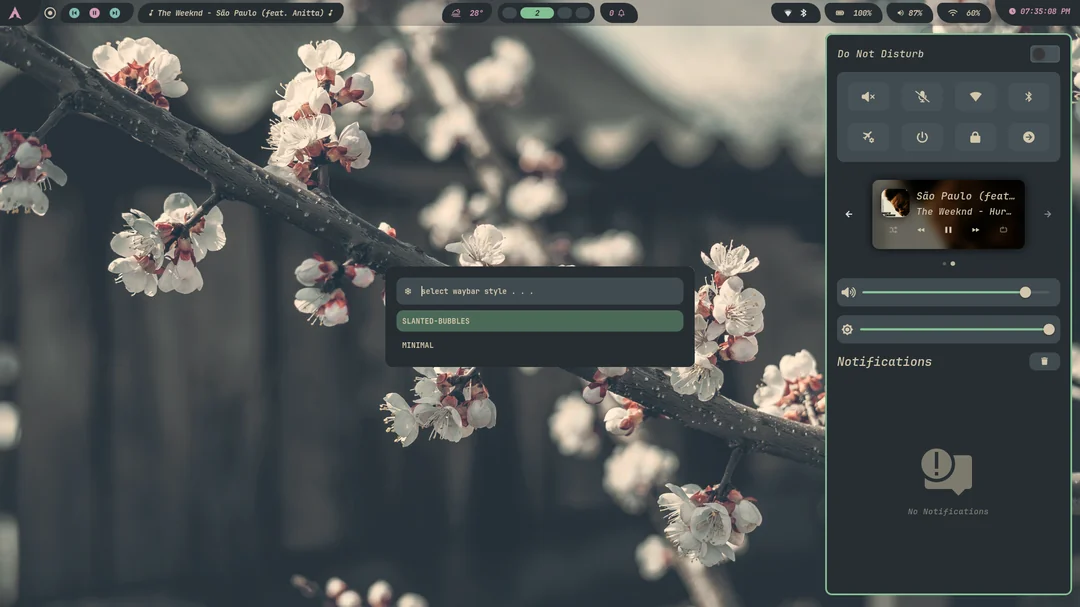 ♪ The Weeknd - São Paulo (feat. Anitta) ♪
28°
2
0
100%
87%
60%
07:35:08 PM
Do Not Disturb
São Paulo (feat…
The Weeknd - Hur…
Select waybar style . . .
SLANTED-BUBBLES
MINIMAL
Notifications
No Notifications